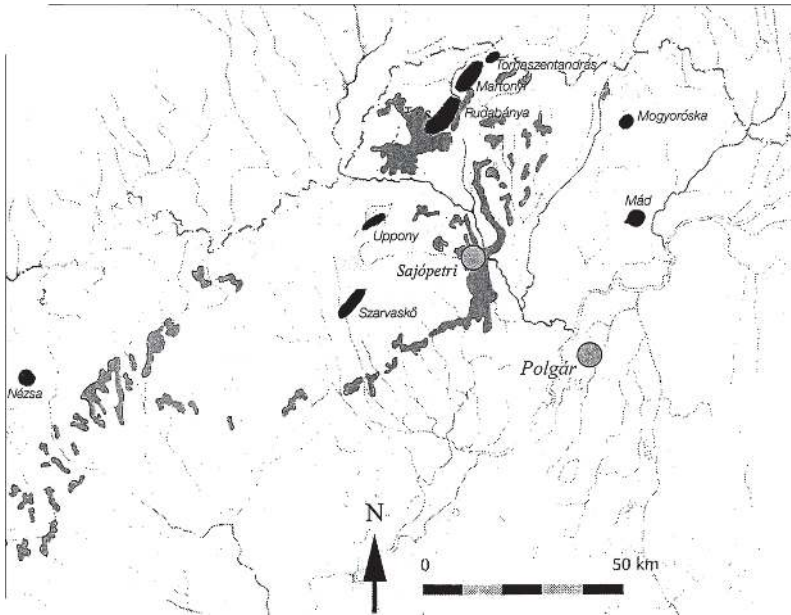 Tornaszentandrás
Martonyi
Rudabánya
Mogyoróska
Mád
Uppony
Sajópetri
Szarvaskő
Polgár
Nézsa
N
0 50 km